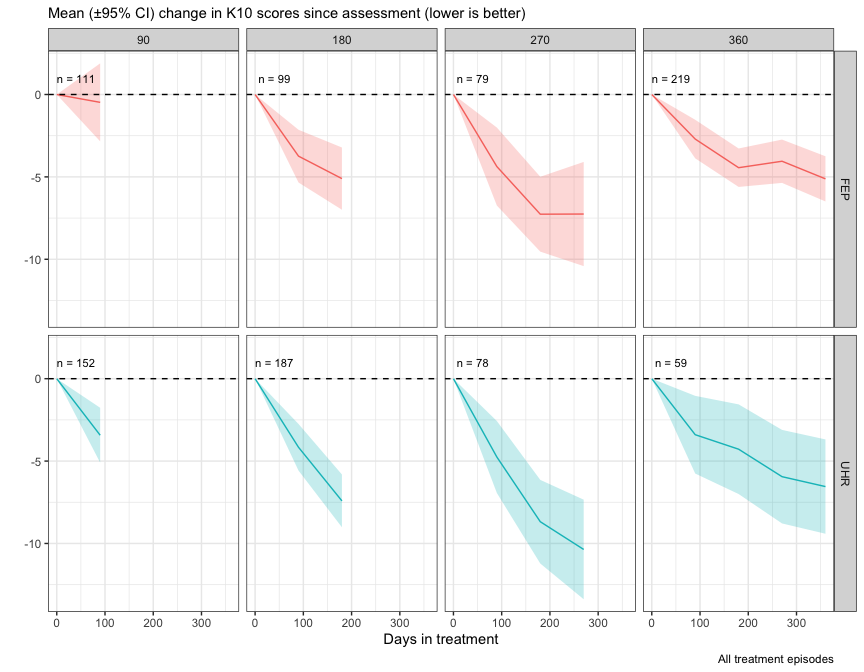 Mean (±95% CI) change in K10 scores since assessment (lower is better)
90 180 270 360
n = 111 n = 99 n = 79 n = 219
0
-5
-10
FEP
n = 152 n = 187 n = 78 n = 59
0
-5
-10
UHR
0 100 200 300 0 100 200 300 0 100 200 300 0 100 200 300
Days in treatment
All treatment episodes